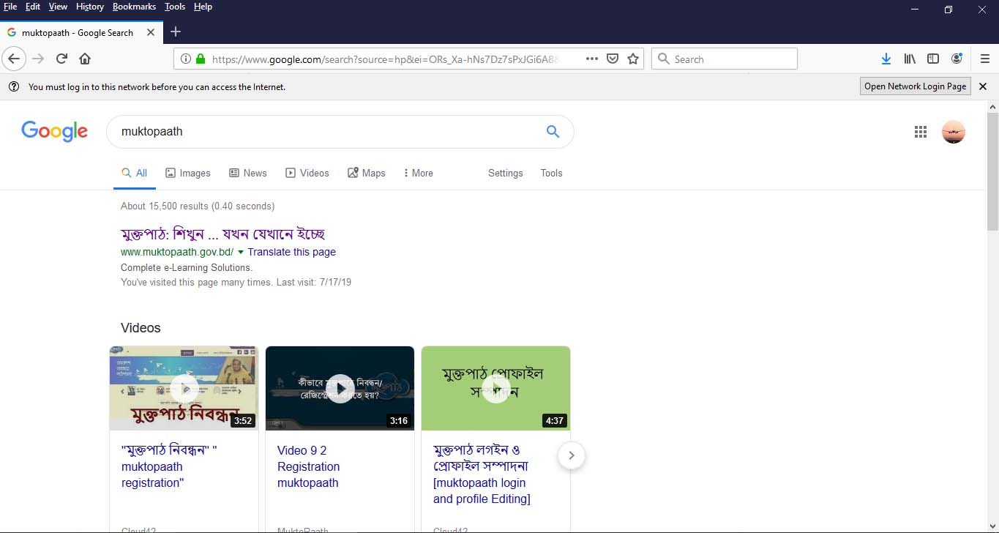 File Edit View History Bookmarks Tools Help
muktopaath - Google Search
https://www.google.com/search?source=hp&ei=ORs_Xa-hNs7Dz7sPxJGi6A8&
Search
You must log in to this network before you can access the Internet.
Open Network Login Page
Google
muktopaath
All Images News Videos Maps More Settings Tools
About 15,500 results (0.40 seconds)
মুক্তপাঠ: শিখুন ... যখন যেখানে ইচ্ছে
www.muktopaath.gov.bd/ Translate this page
Complete e-Learning Solutions.
You've visited this page many times. Last visit: 7/17/19
Videos
মুক্তপাঠ নিবন্ধন
3:52
কীভাবে মুক্তপাঠে নিবন্ধন/
রেজিস্ট্রেশন করতে হয়?
3:16
মুক্তপাঠ প্রোফাইল
সম্পাদন
4:37
"মুক্তপাঠ নিবন্ধন" "
muktopaath
registration"
Video 9 2
Registration
muktopaath
মুক্তপাঠ লগইন ও
প্রোফাইল সম্পাদনা
[muktopaath login
and profile Editing]
Cloud42
MuktoPaath
Cloud42